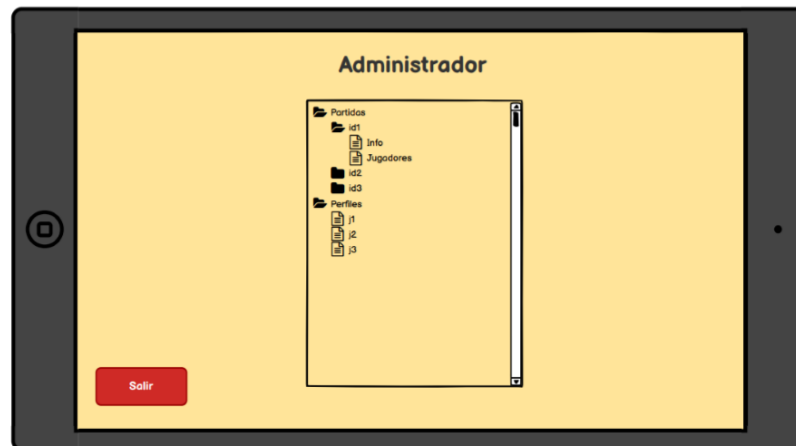 Administrador
Partidas
id1
Info
Jugadores
id2
id3
Perfiles
j1
j2
j3
Salir